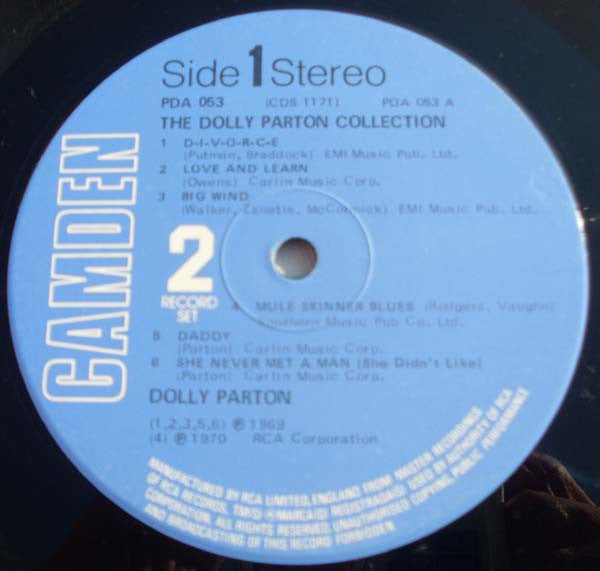 Side 1 Stereo
PDA 053 (CDS 1171) PDA 053 A
THE DOLLY PARTON COLLECTION
1 D-I-V-O-R-C-E
(Putman, Braddock) EMI Music Pub. Ltd.
2 LOVE AND LEARN
(Owens) Carlin Music Corp.
3 BIG WIND
(Walker, Zanetis, McCormick) EMI Music Pub. Ltd.
CAMDEN
2
RECORD
SET
4 MULE SKINNER BLUES (Rodgers, Vaughn)
Southern Music Pub Co. Ltd.
5 DADDY
(Parton) Carlin Music Corp.
6 SHE NEVER MET A MAN (She Didn't Like)
(Parton) Carlin Music Corp.
DOLLY PARTON
(1,2,3,5,6) ℗ 1969
(4) ℗ 1970 RCA Corporation
MANUFACTURED BY RCA LIMITED, ENGLAND FROM MASTER RECORDINGS
OF RCA RECORDS. TM(S) ® MARCA(S) REGISTRADA(S) USED BY AUTHORITY OF RCA
CORPORATION. ALL RIGHTS RESERVED. UNAUTHORISED COPYING, PUBLIC PERFORMANCE
AND BROADCASTING OF THIS RECORD FORBIDDEN